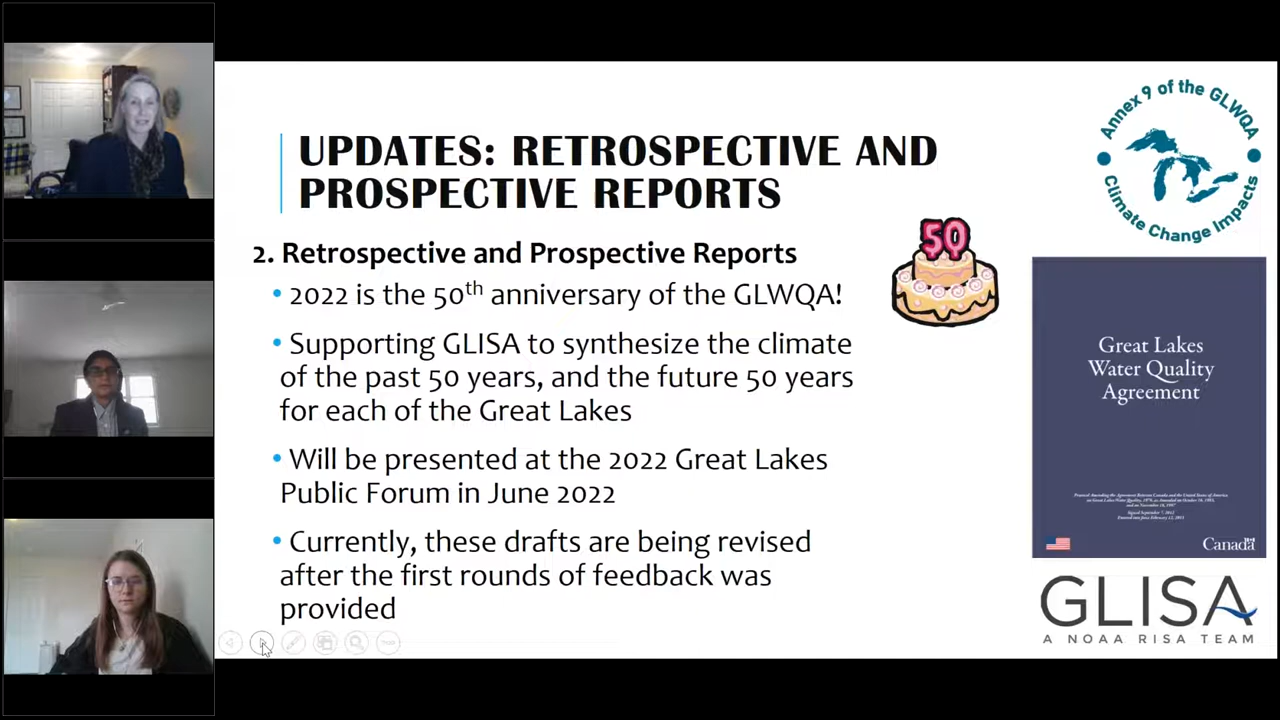 UPDATES: RETROSPECTIVE AND
PROSPECTIVE REPORTS
2. Retrospective and Prospective Reports
• 2022 is the 50th anniversary of the GLWQA!
• Supporting GLISA to synthesize the climate
of the past 50 years, and the future 50 years
for each of the Great Lakes
• Will be presented at the 2022 Great Lakes
Public Forum in June 2022
• Currently, these drafts are being revised
after the first rounds of feedback was
provided
50
Annex 9 of the GLWQA
Climate Change Impacts
Great Lakes
Water Quality
Agreement
Canada
GLISA
A NOAA RISA TEAM